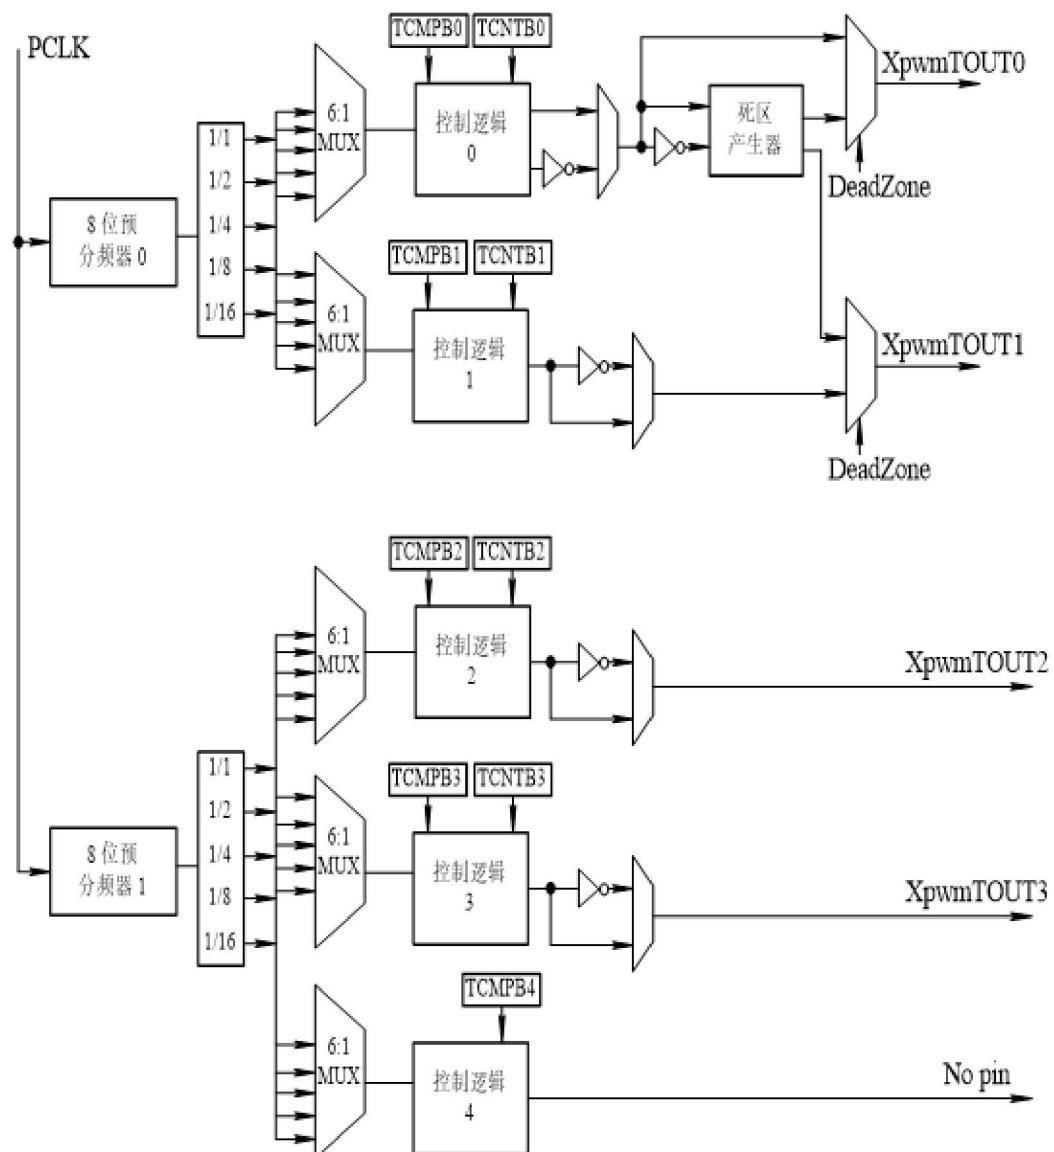 TCMPB0 TCNTB0
PCLK
XpwmTOUT0
6:1
MUX
控制逻辑
0
死区
产生器
1/1
1/2
1/4
1/8
1/16
DeadZone
8位预
分频器0
TCMPB1 TCNTB1
6:1
MUX
控制逻辑
1
XpwmTOUT1
DeadZone
TCMPB2 TCNTB2
6:1
MUX
控制逻辑
2
XpwmTOUT2
1/1
1/2
1/4
1/8
1/16
8位预
分频器1
TCMPB3 TCNTB3
6:1
MUX
控制逻辑
3
XpwmTOUT3
TCMPB4
6:1
MUX
控制逻辑
4
No pin